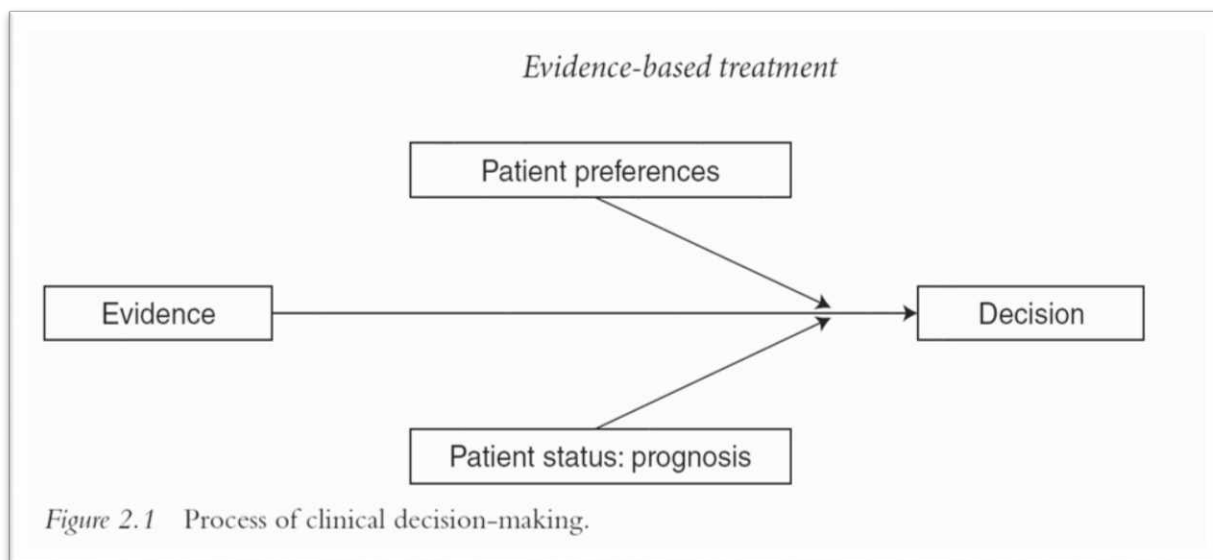 Evidence-based treatment
Patient preferences
Evidence
Decision
Patient status: prognosis
Figure 2.1 Process of clinical decision-making.